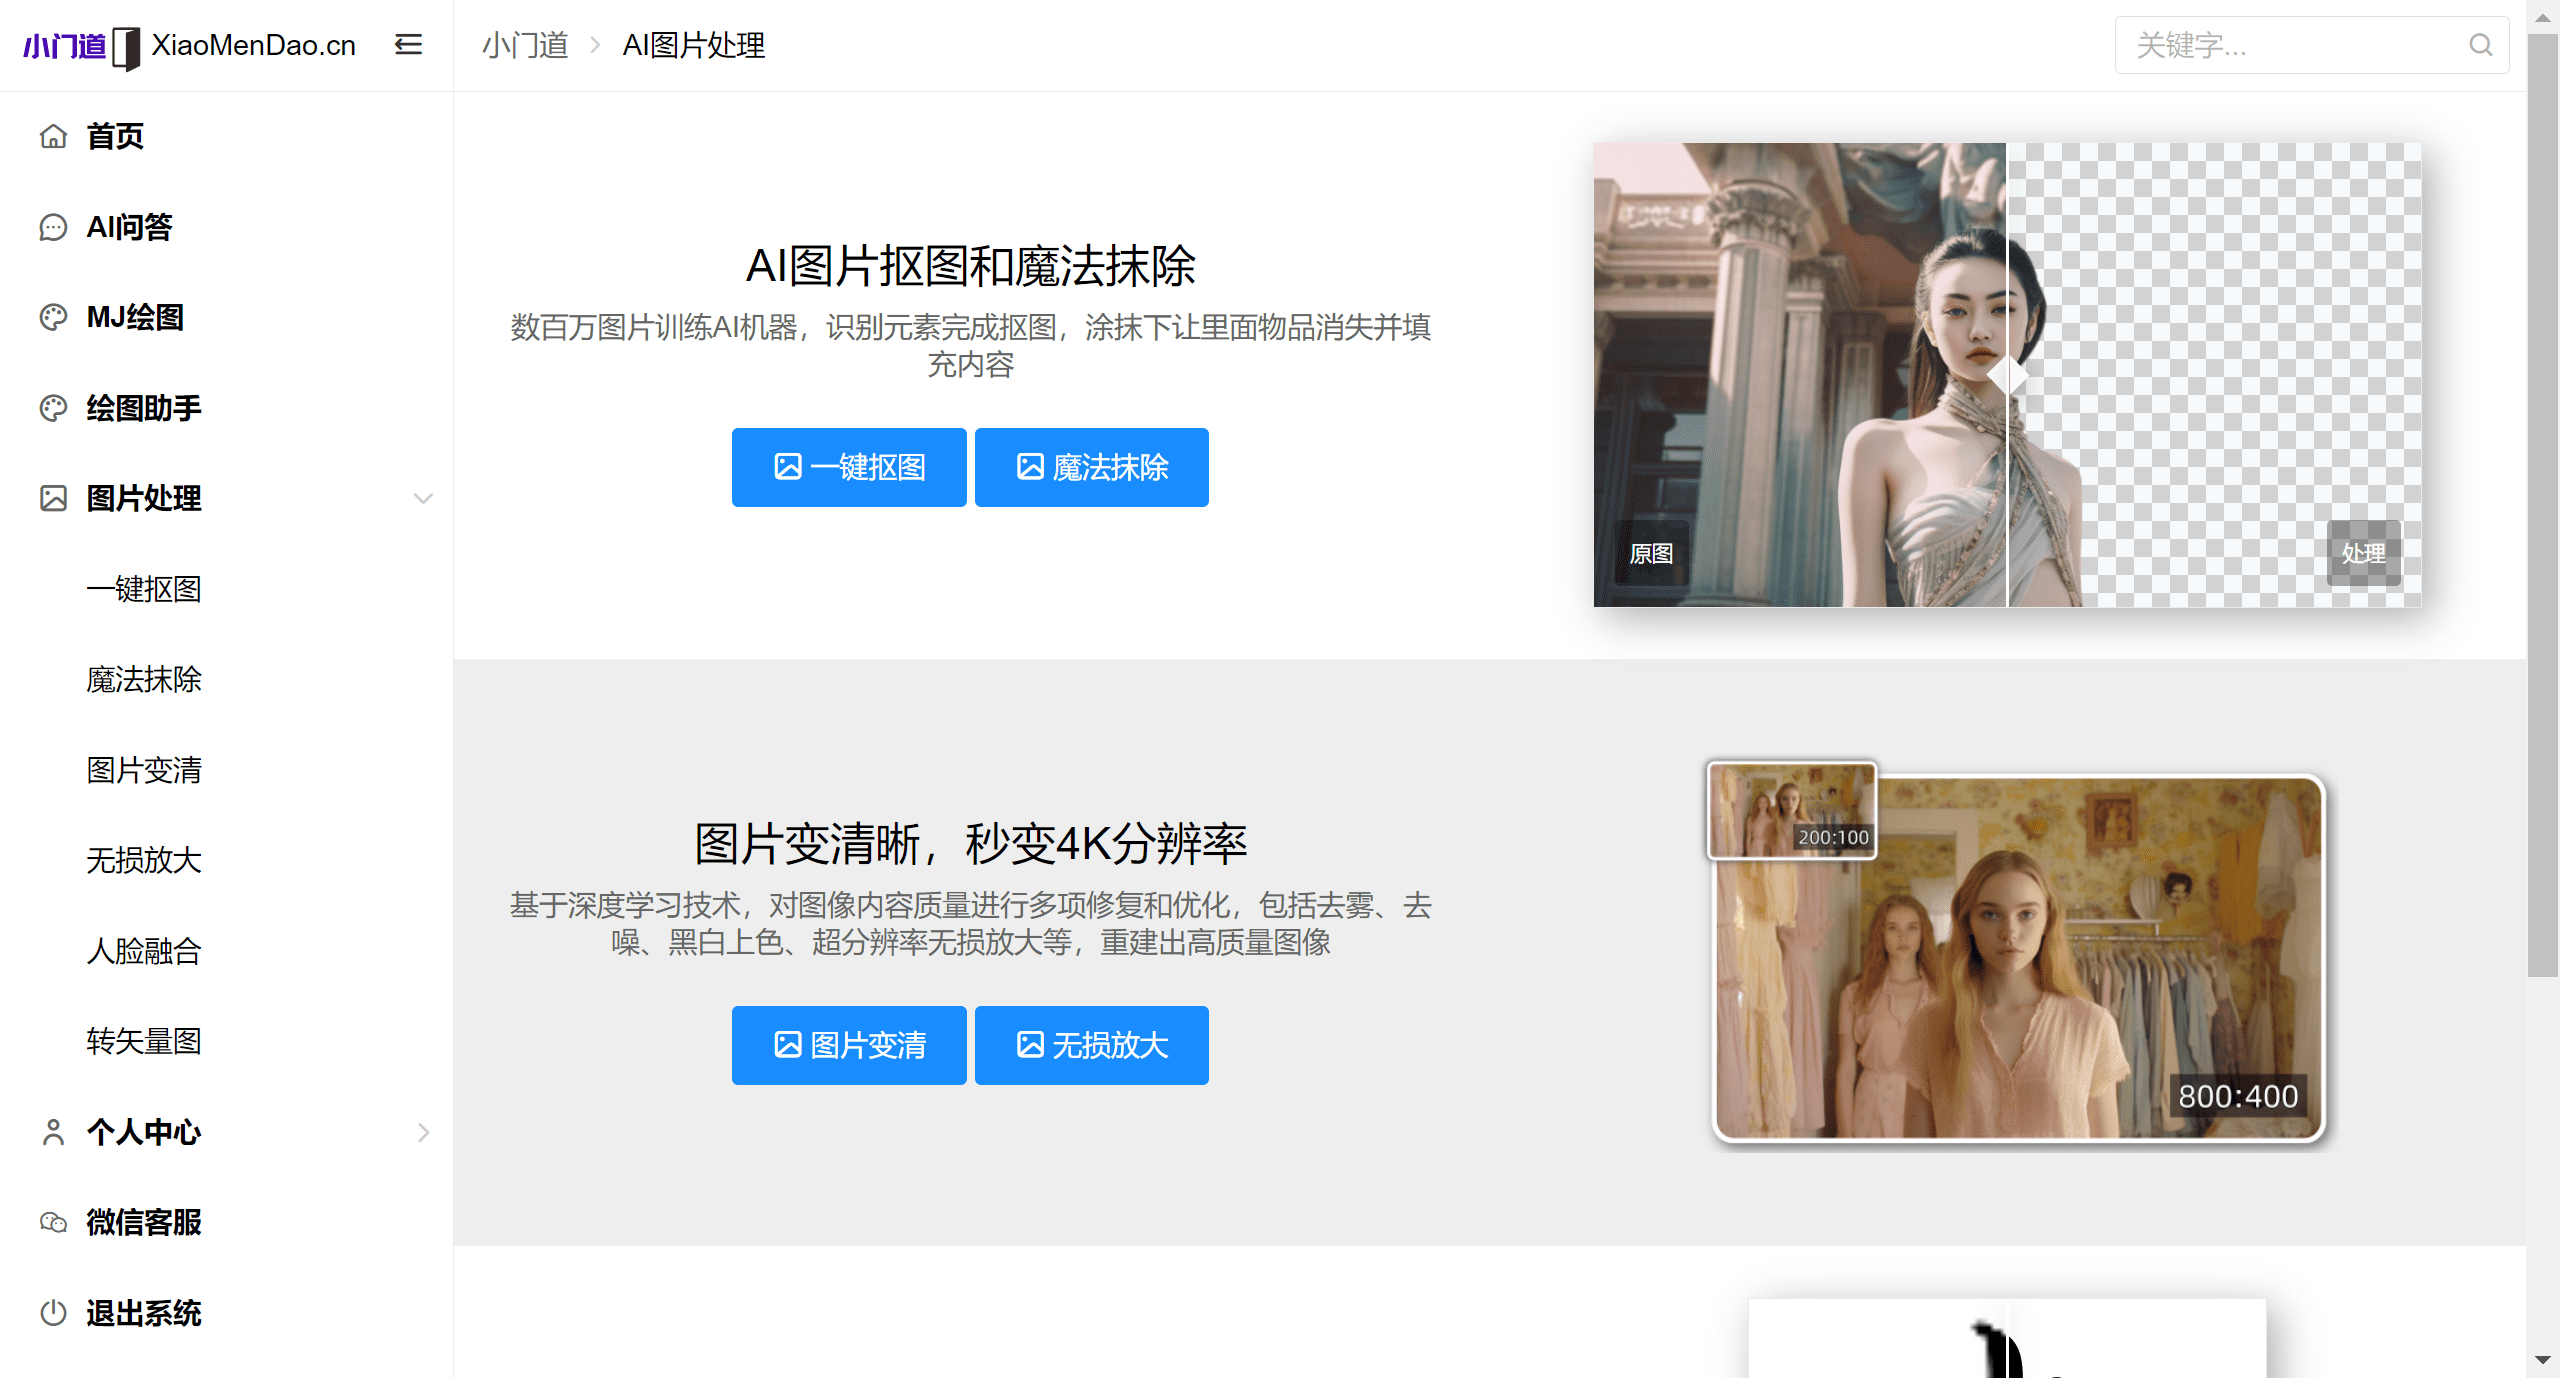 小门道 XiaoMenDao.cn
小门道 > AI图片处理
关键字...
首页
AI问答
MJ绘图
绘图助手
图片处理
一键抠图
魔法抹除
图片变清
无损放大
人脸融合
转矢量图
个人中心
微信客服
退出系统
AI图片抠图和魔法抹除
数百万图片训练AI机器，识别元素完成抠图，涂抹下让里面物品消失并填
充内容
一键抠图 魔法抹除
原图
处理
图片变清晰，秒变4K分辨率
基于深度学习技术，对图像内容质量进行多项修复和优化，包括去雾、去
噪、黑白上色、超分辨率无损放大等，重建出高质量图像
图片变清 无损放大
200:100
800:400